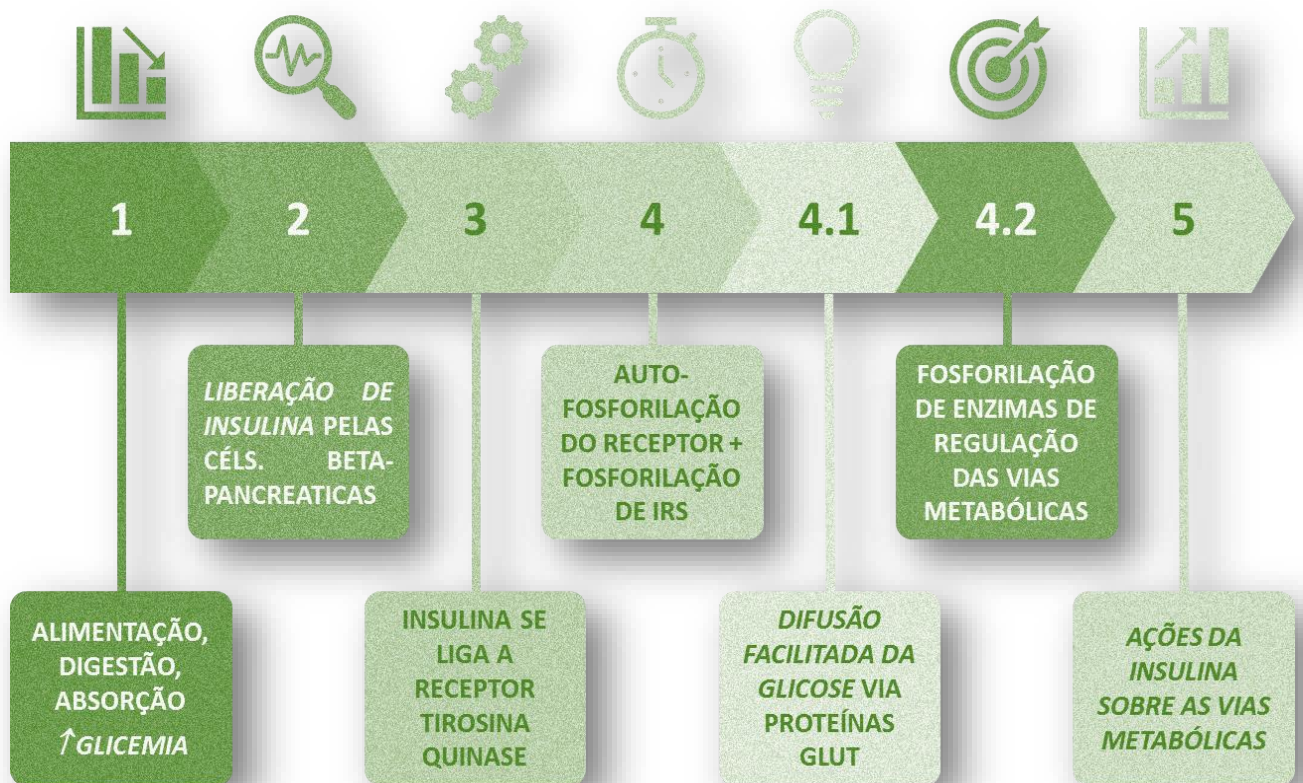 1
2
3
4
4.1
4.2
5
ALIMENTAÇÃO,
DIGESTÃO,
ABSORÇÃO
↑GLICEMIA
LIBERAÇÃO DE
INSULINA PELAS
CÉLS. BETA-
PANCREATICAS
INSULINA SE
LIGA A
RECEPTOR
TIROSINA
QUINASE
AUTO-
FOSFORILAÇÃO
DO RECEPTOR +
FOSFORILAÇÃO
DE IRS
DIFUSÃO
FACILITADA DA
GLICOSE VIA
PROTEÍNAS
GLUT
FOSFORILAÇÃO
DE ENZIMAS DE
REGULAÇÃO
DAS VIAS
METABÓLICAS
AÇÕES DA
INSULINA
SOBRE AS VIAS
METABÓLICAS